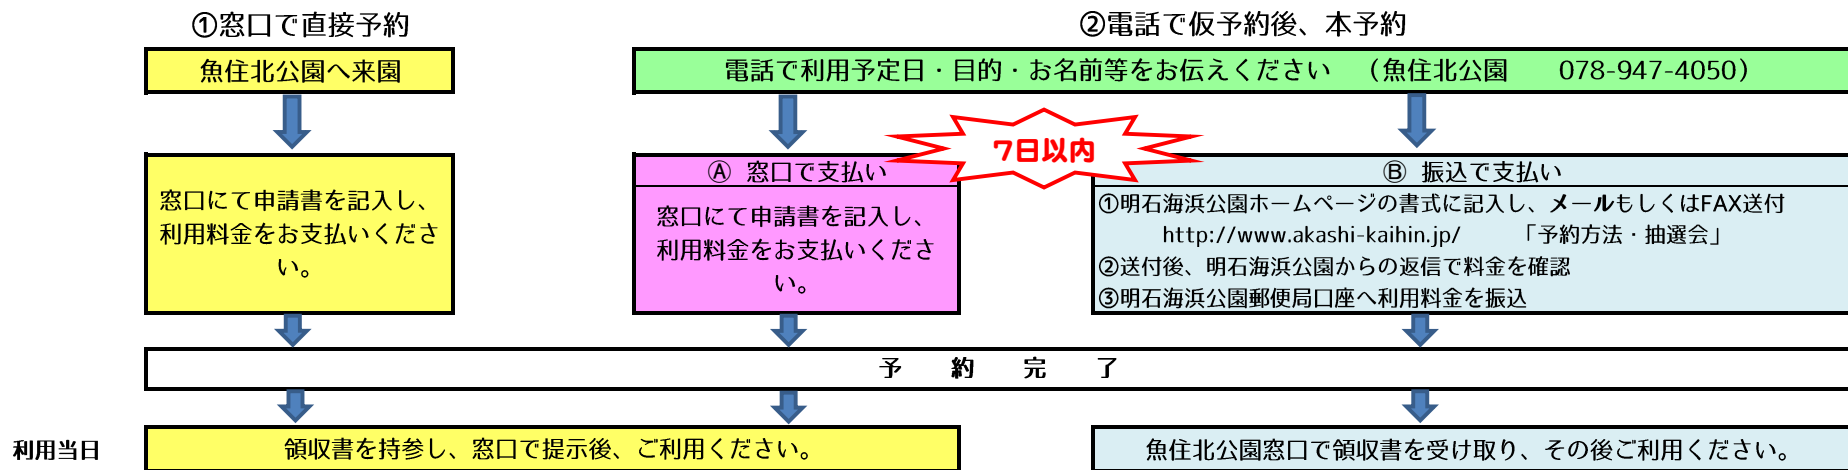 ①窓口で直接予約
②電話で仮予約後、本予約
魚住北公園へ来園
電話で利用予定日・目的・お名前等をお伝えください　（魚住北公園　　078-947-4050）
7日以内
窓口にて申請書を記入し、
利用料金をお支払いくださ
い。
Ⓐ 窓口で支払い
窓口にて申請書を記入し、
利用料金をお支払いくださ
い。
Ⓑ 振込で支払い
①明石海浜公園ホームページの書式に記入し、メールもしくはFAX送付
http://www.akashi-kaihin.jp/　　「予約方法・抽選会」
②送付後、明石海浜公園からの返信で料金を確認
③明石海浜公園郵便局口座へ利用料金を振込
予　約　完　了
利用当日
領収書を持参し、窓口で提示後、ご利用ください。
魚住北公園窓口で領収書を受け取り、その後ご利用ください。